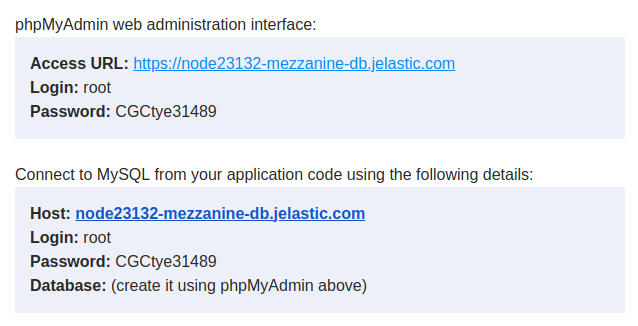 phpMyAdmin web administration interface:
Access URL: https://node23132-mezzanine-db.jelastic.com
Login: root
Password: CGCtye31489
Connect to MySQL from your application code using the following details:
Host: node23132-mezzanine-db.jelastic.com
Login: root
Password: CGCtye31489
Database: (create it using phpMyAdmin above)